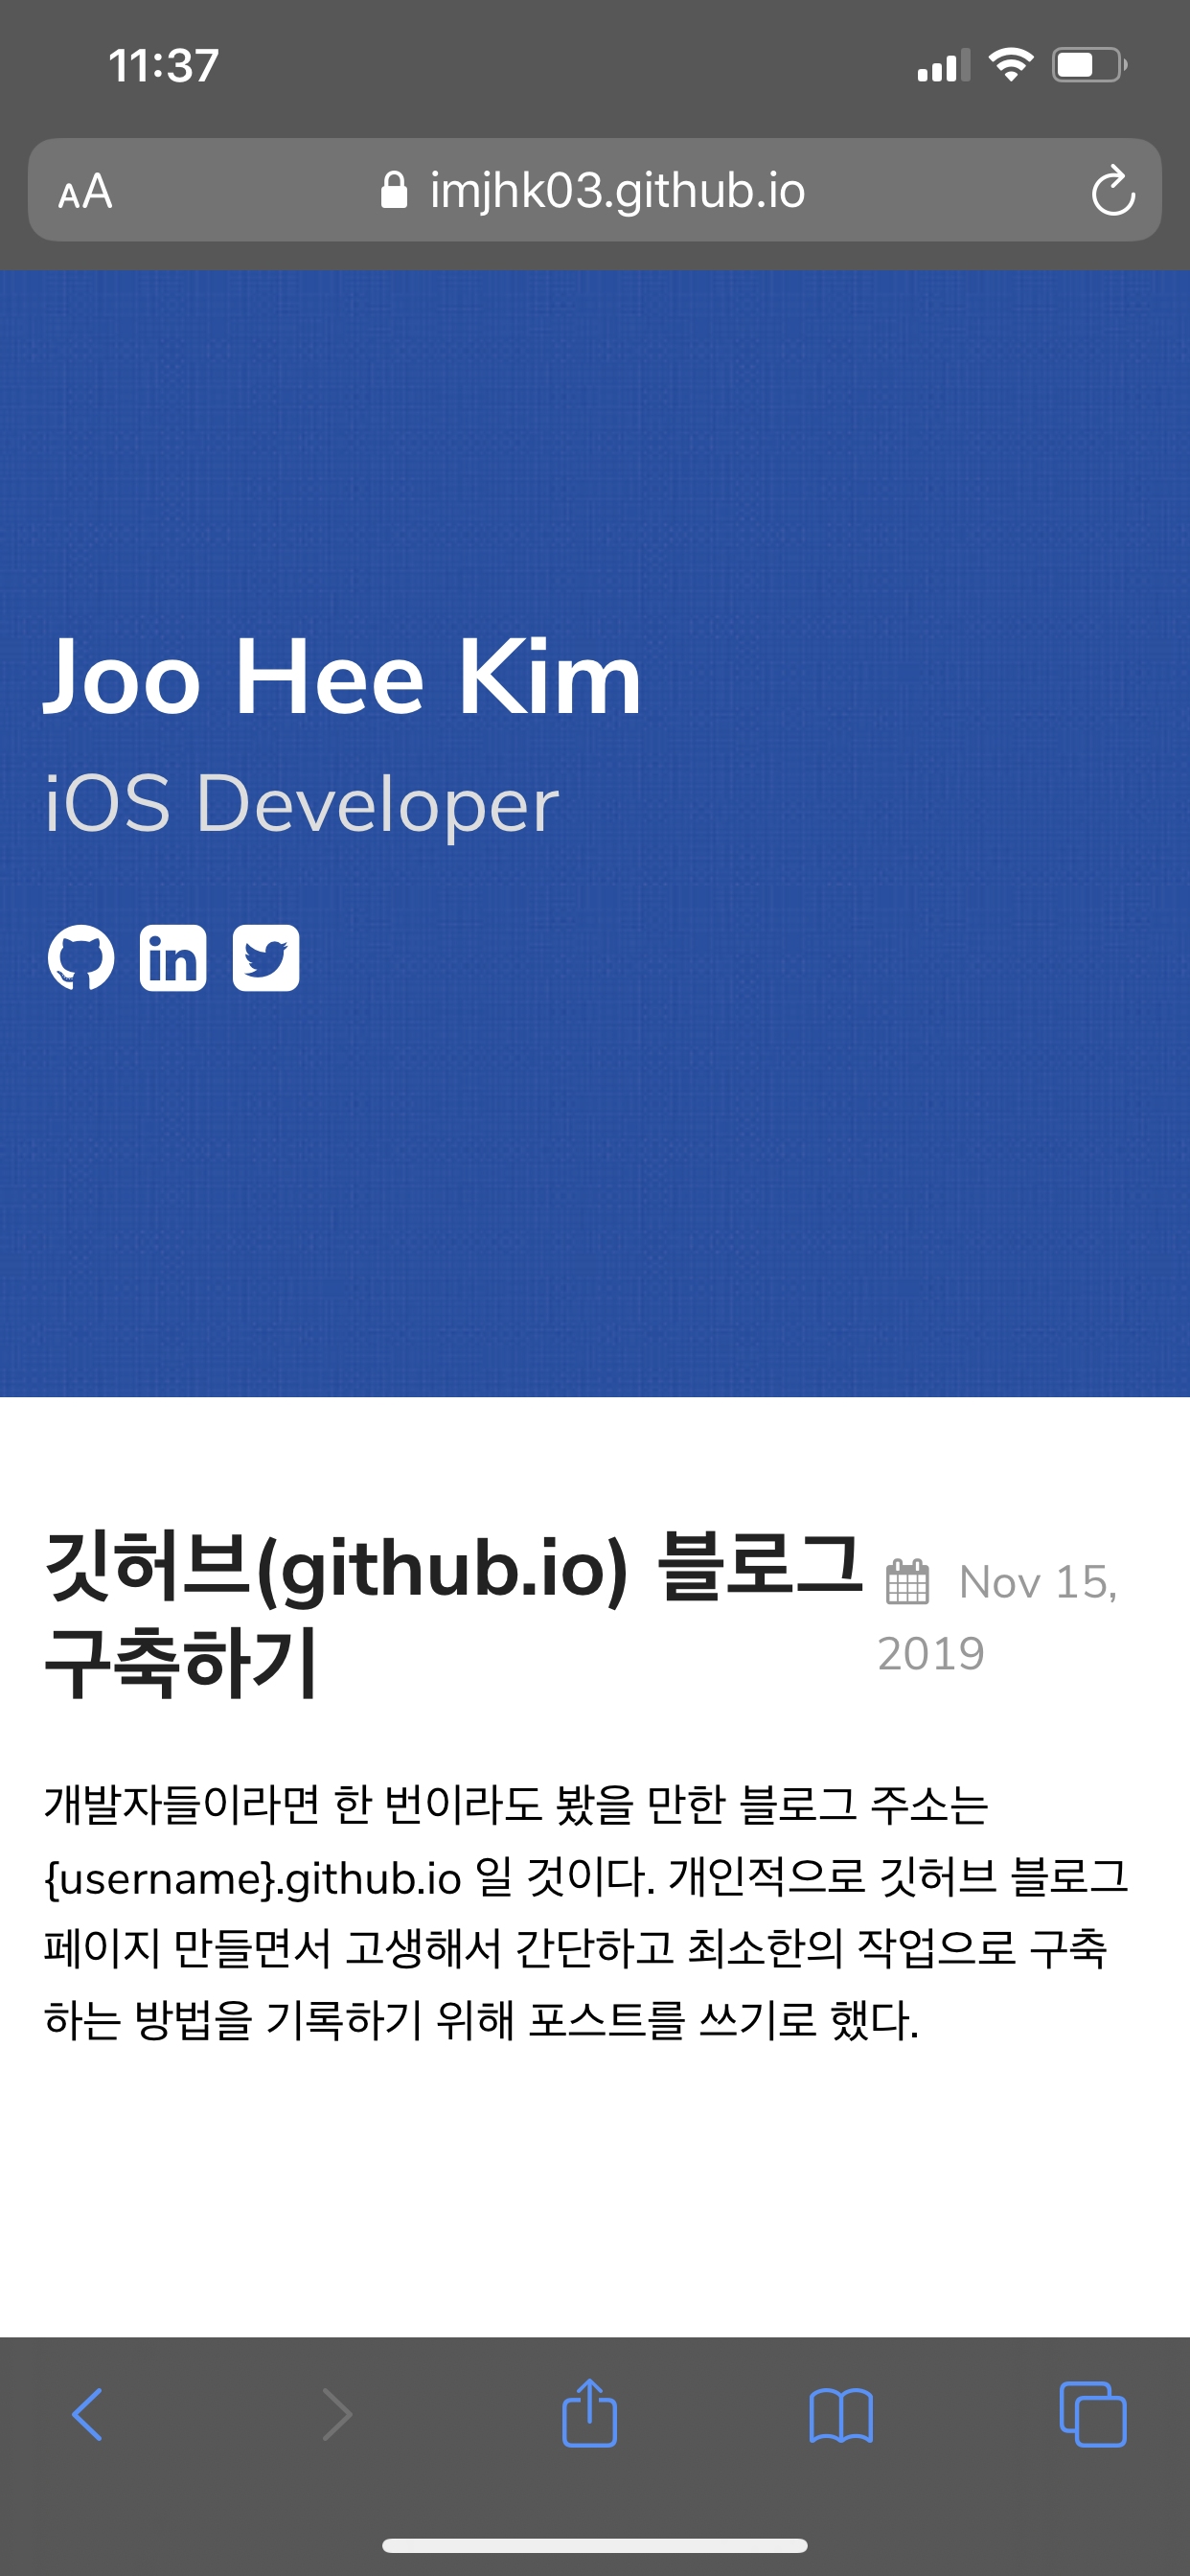 11:37
AA imjhk03.github.io
Joo Hee Kim
iOS Developer
in
깃허브(github.io) 블로그
구축하기
Nov 15,
2019
개발자들이라면 한 번이라도 봤을 만한 블로그 주소는
{username}.github.io 일 것이다. 개인적으로 깃허브 블로그
페이지 만들면서 고생해서 간단하고 최소한의 작업으로 구축
하는 방법을 기록하기 위해 포스트를 쓰기로 했다.